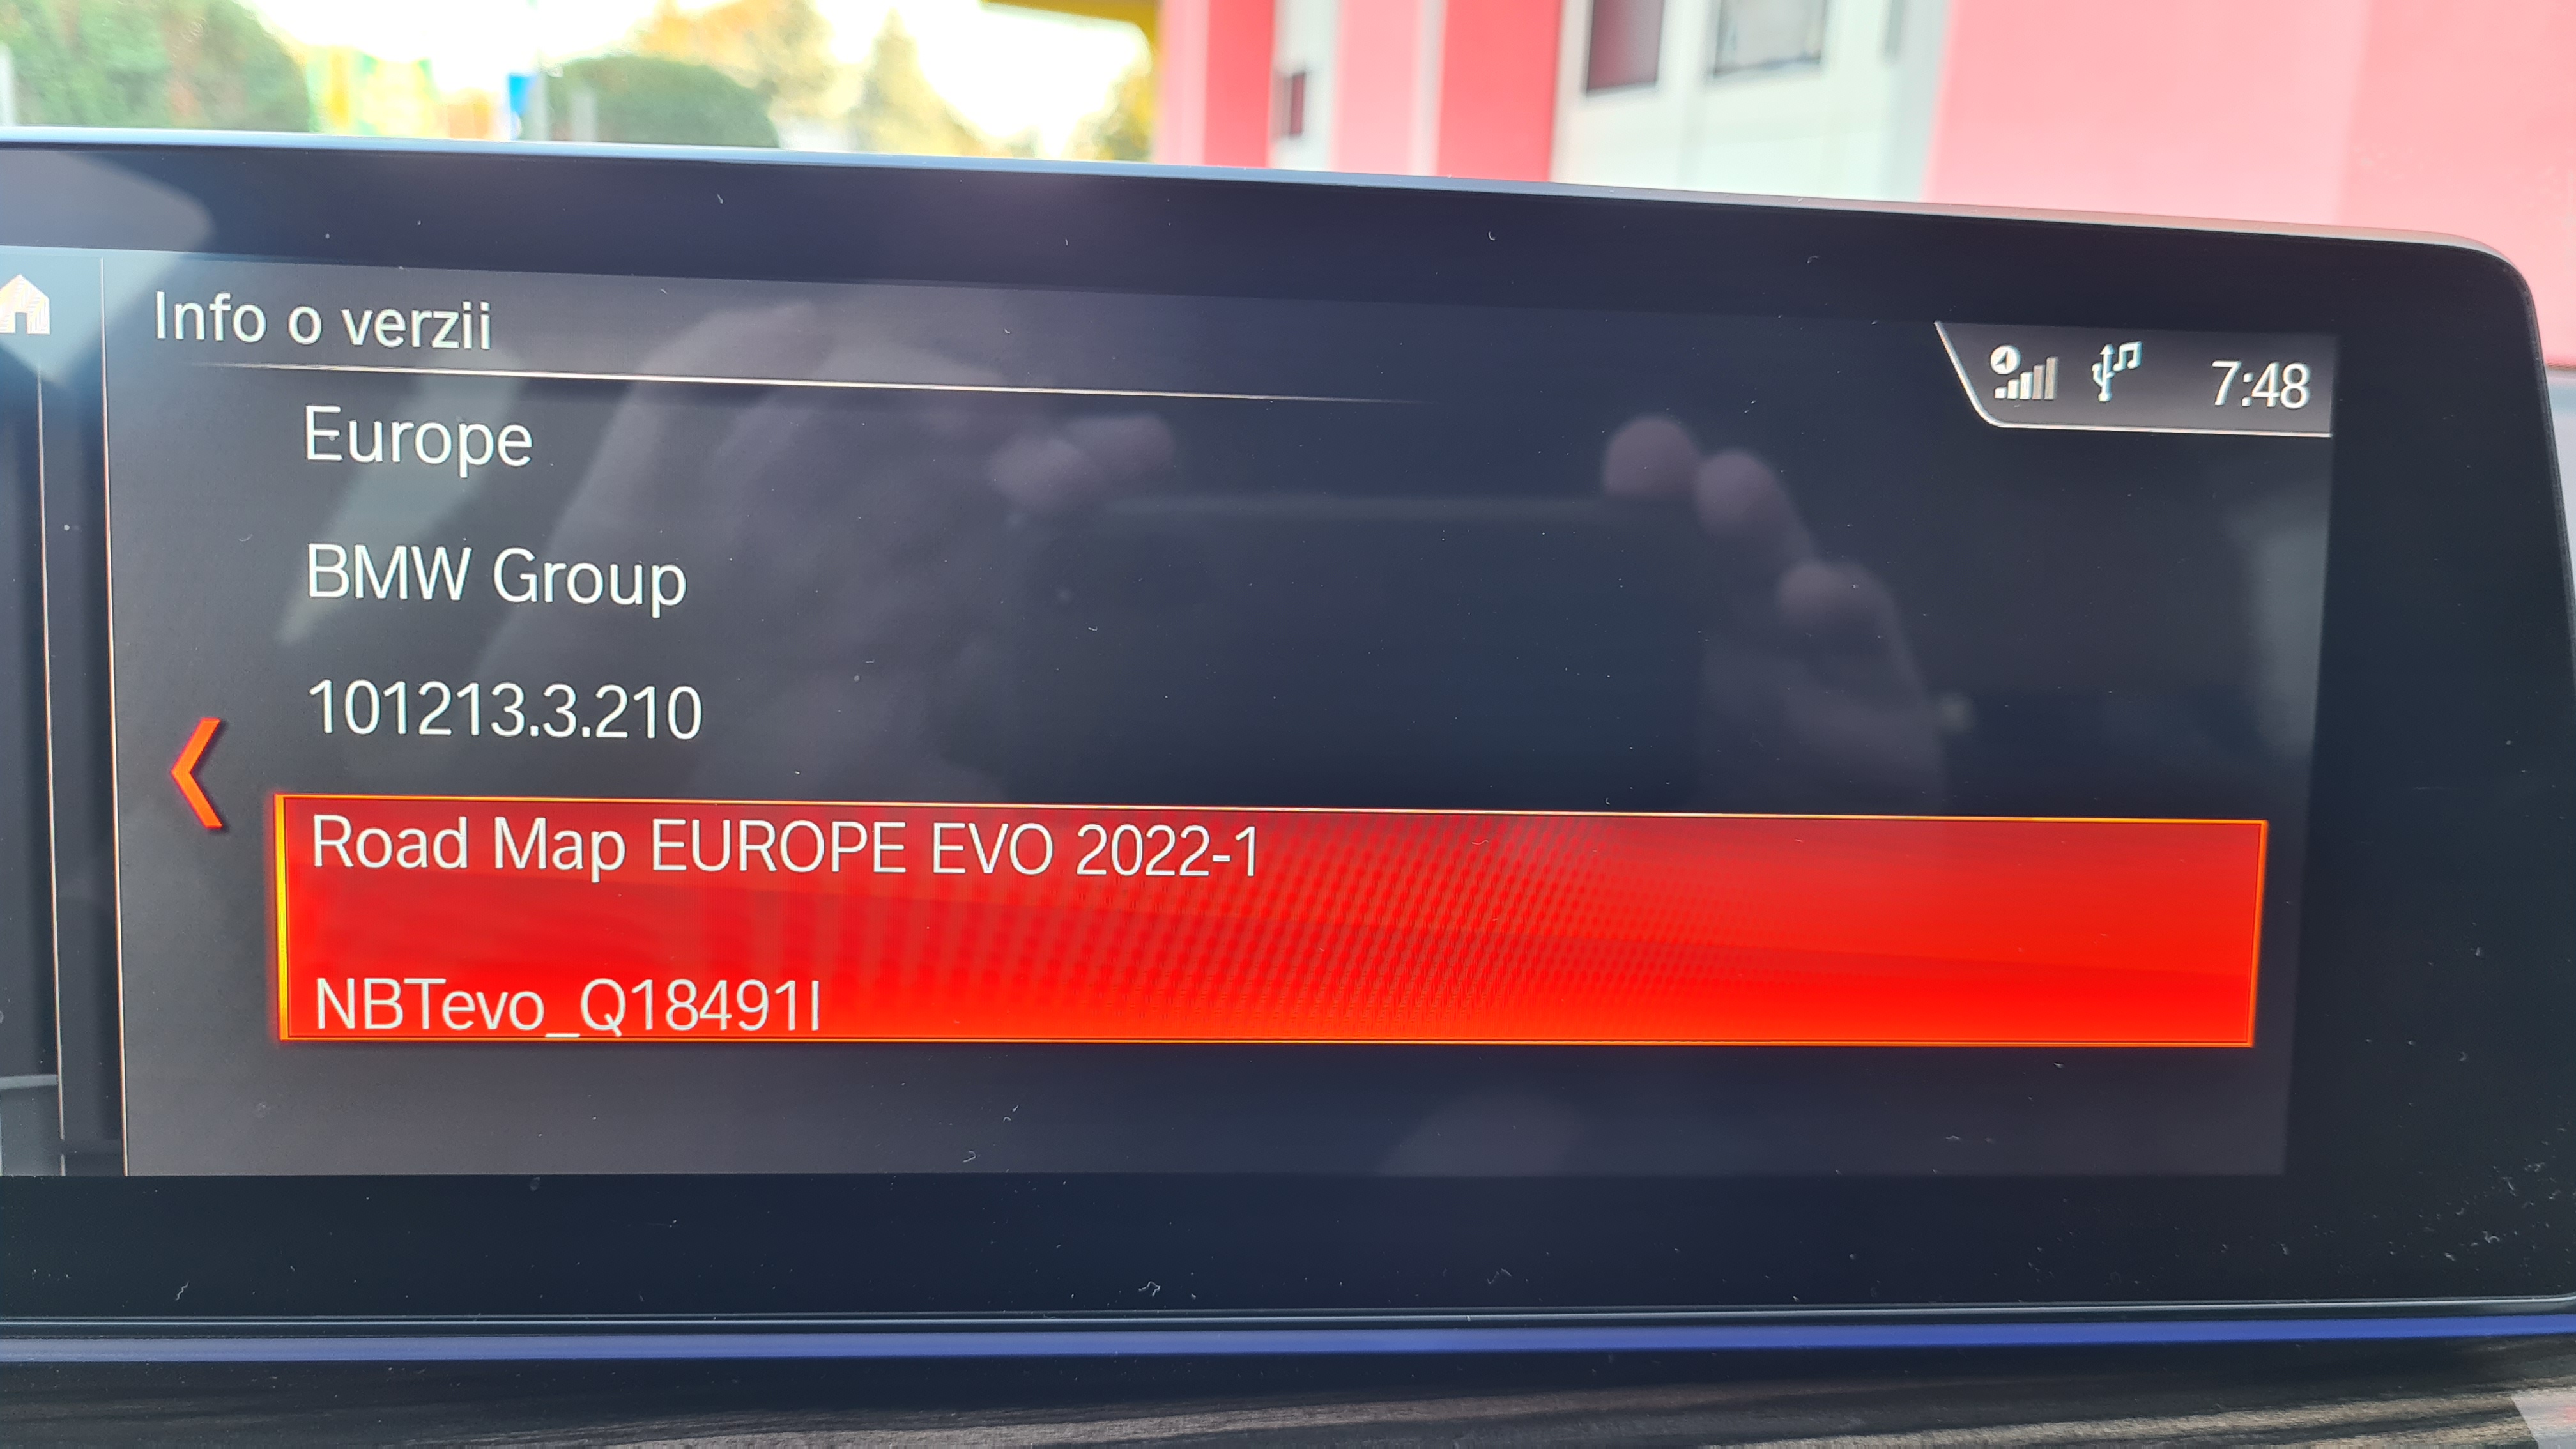 Info o verzii
7:48
Europe
BMW Group
101213.3.210
Road Map EUROPE EVO 2022-1
NBTevo_Q18491I